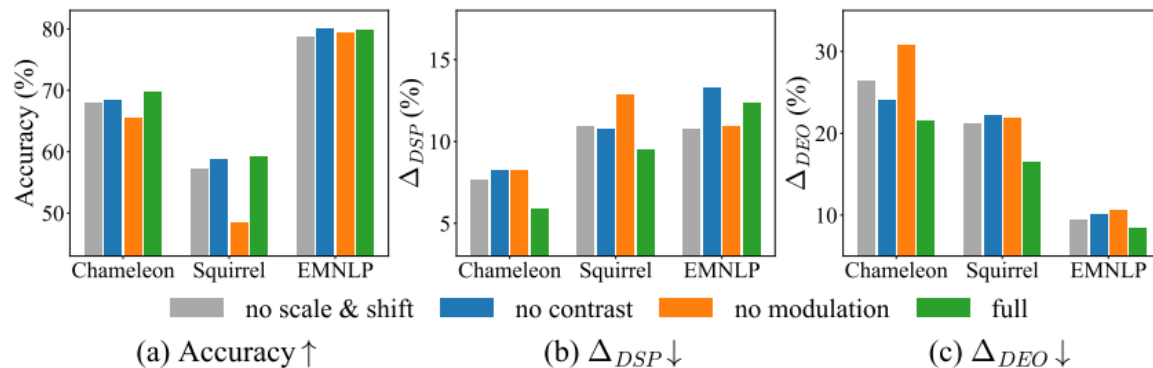 80
70
60
50
Accuracy (%)
Chameleon Squirrel EMNLP
15
10
5
Δ_DSP (%)
Chameleon Squirrel EMNLP
30
20
10
Δ_DEO (%)
Chameleon Squirrel EMNLP
no scale & shift no contrast no modulation full
(a) Accuracy ↑ (b) Δ_DSP ↓ (c) Δ_DEO ↓